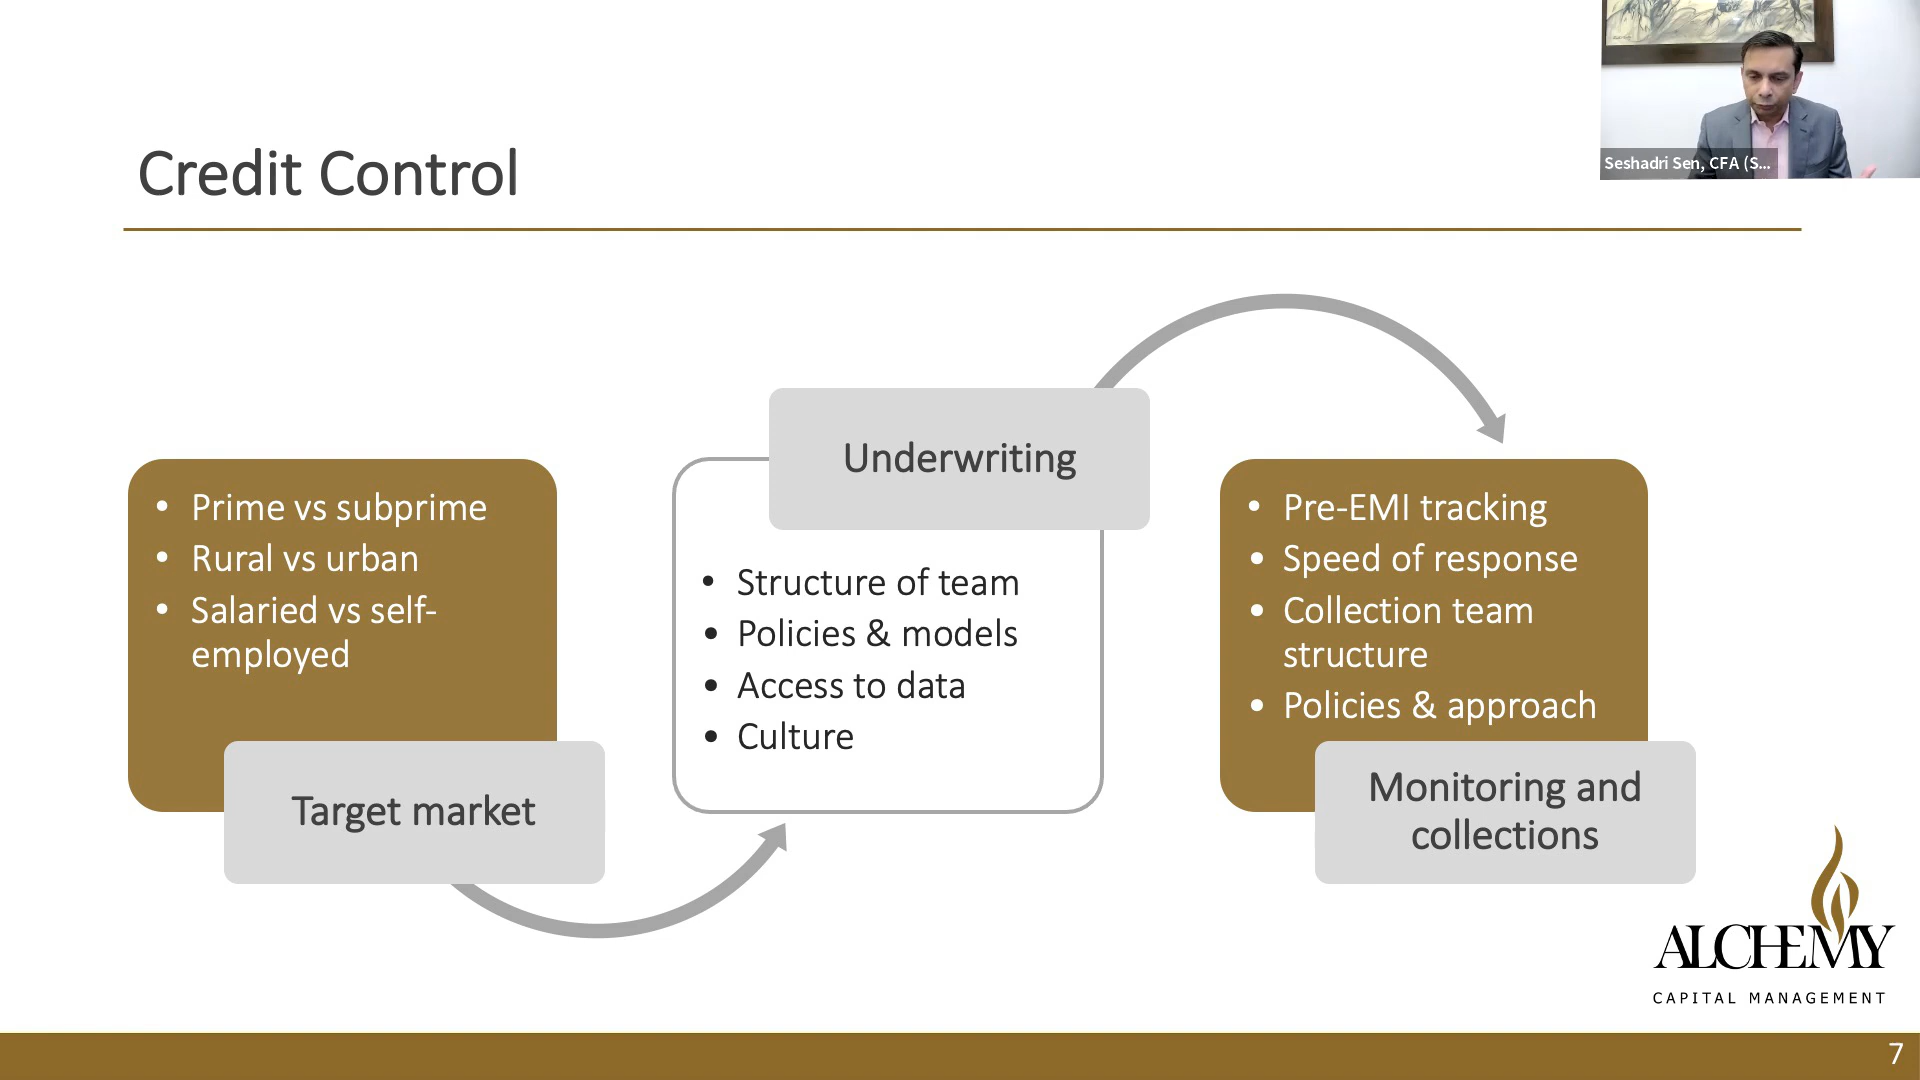 Seshadri Sen, CFA (S...
Credit Control
• Prime vs subprime
• Rural vs urban
• Salaried vs self-
employed
Target market
Underwriting
• Structure of team
• Policies & models
• Access to data
• Culture
• Pre-EMI tracking
• Speed of response
• Collection team
structure
• Policies & approach
Monitoring and
collections
ALCHEMY
CAPITAL MANAGEMENT
7